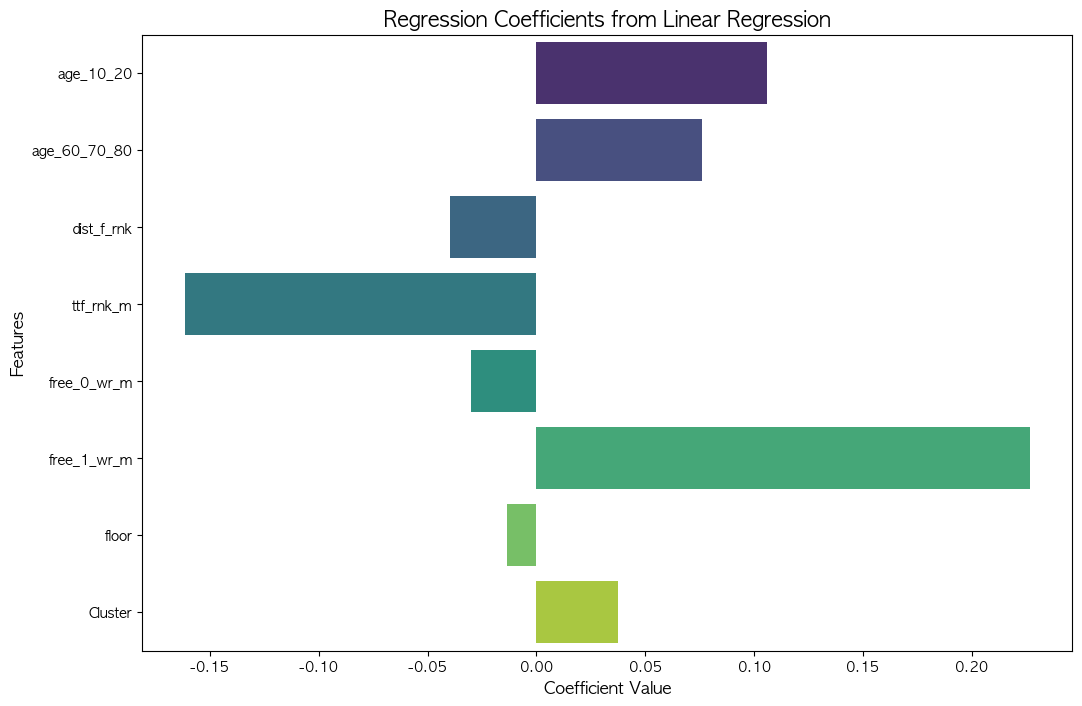 Regression Coefficients from Linear Regression
age_10_20
age_60_70_80
dist_f_rnk
ttf_rnk_m
free_0_wr_m
free_1_wr_m
floor
Cluster
Features
-0.15 -0.10 -0.05 0.00 0.05 0.10 0.15 0.20
Coefficient Value